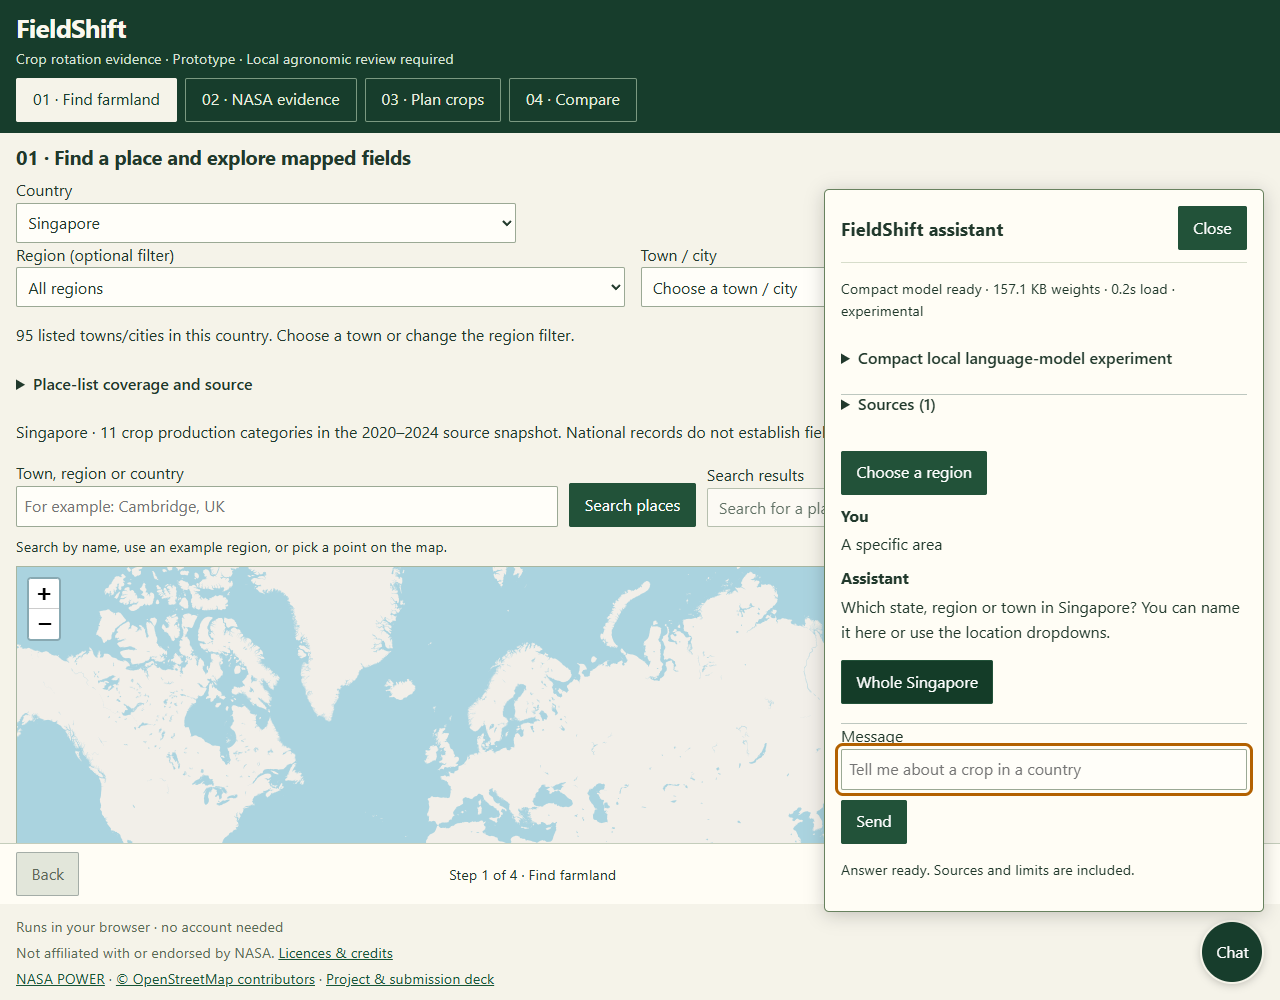 FieldShift
Crop rotation evidence · Prototype · Local agronomic review required
01 · Find farmland
02 · NASA evidence
03 · Plan crops
04 · Compare
01 · Find a place and explore mapped fields
Country
Singapore
Region (optional filter)
All regions
Town / city
Choose a town / city
95 listed towns/cities in this country. Choose a town or change the region filter.
Place-list coverage and source
Singapore · 11 crop production categories in the 2020–2024 source snapshot. National records do not establish
Town, region or country
For example: Cambridge, UK
Search places
Search results
Search for a
Search by name, use an example region, or pick a point on the map.
+
−
Back
Step 1 of 4 · Find farmland
Runs in your browser · no account needed
Not affiliated with or endorsed by NASA. Licences & credits
NASA POWER · © OpenStreetMap contributors · Project & submission deck
FieldShift assistant
Close
Compact model ready · 157.1 KB weights · 0.2s load ·
experimental
Compact local language-model experiment
Sources (1)
Choose a region
You
A specific area
Assistant
Which state, region or town in Singapore? You can name
it here or use the location dropdowns.
Whole Singapore
Message
Tell me about a crop in a country
Send
Answer ready. Sources and limits are included.
Chat